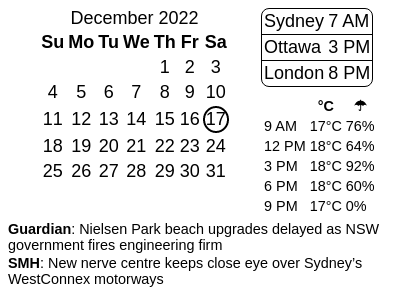 December 2022
Su Mo Tu We Th Fr Sa
1 2 3
4 5 6 7 8 9 10
11 12 13 14 15 16 17
18 19 20 21 22 23 24
25 26 27 28 29 30 31
Sydney 7 AM
Ottawa 3 PM
London 8 PM
°C ☂
9 AM 17°C 76%
12 PM 18°C 64%
3 PM 18°C 92%
6 PM 18°C 60%
9 PM 17°C 0%
Guardian: Nielsen Park beach upgrades delayed as NSW
government fires engineering firm
SMH: New nerve centre keeps close eye over Sydney's
WestConnex motorways